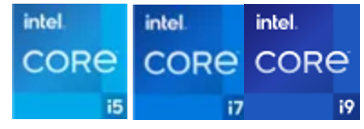 intel.
CORE
i5
intel.
CORE
i7
intel.
CORE
i9